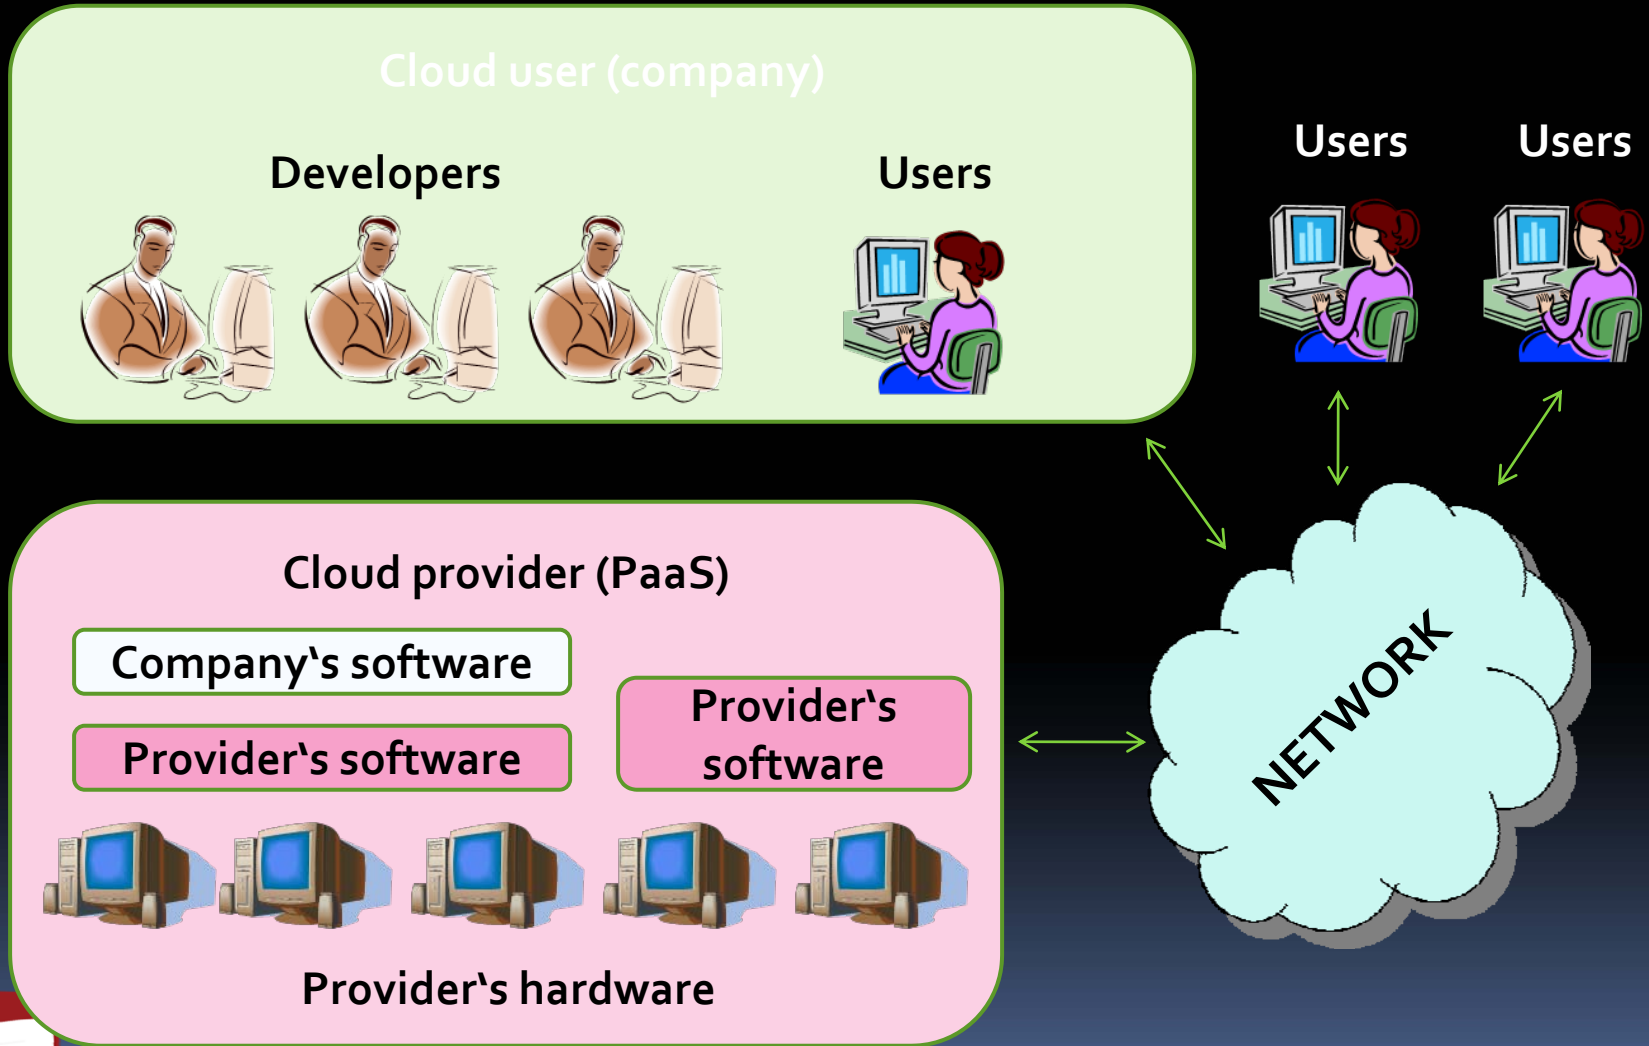 Cloud user (company)
Developers
Users
Users
Users
Cloud provider (PaaS)
Company‘s software
Provider‘s software
Provider‘s
software
Provider‘s hardware
NETWORK